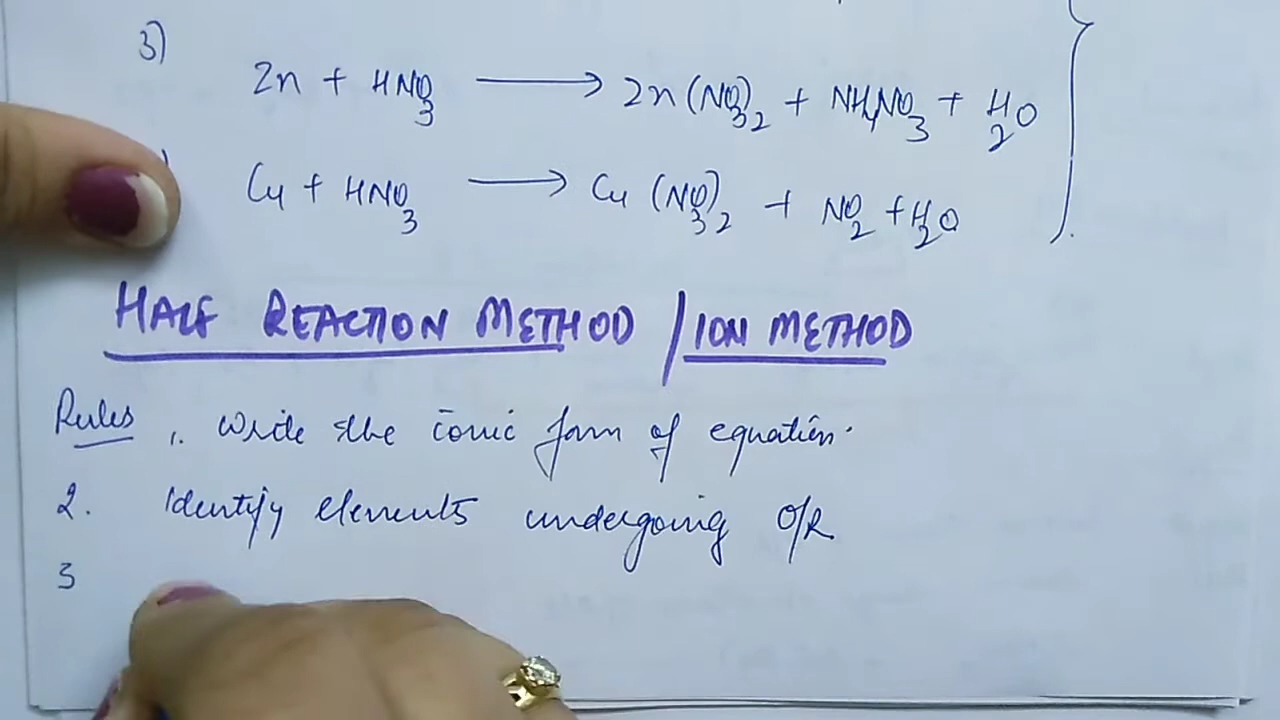 3)
Zn + HNO3 → Zn(NO3)2 + NH4NO3 + H2O
Cu + HNO3 → Cu (NO3)2 + NO2 + H2O
HALF REACTION METHOD / ION METHOD
Rules 1. Write the ionic form of equation.
2. Identify elements undergoing O/R
3